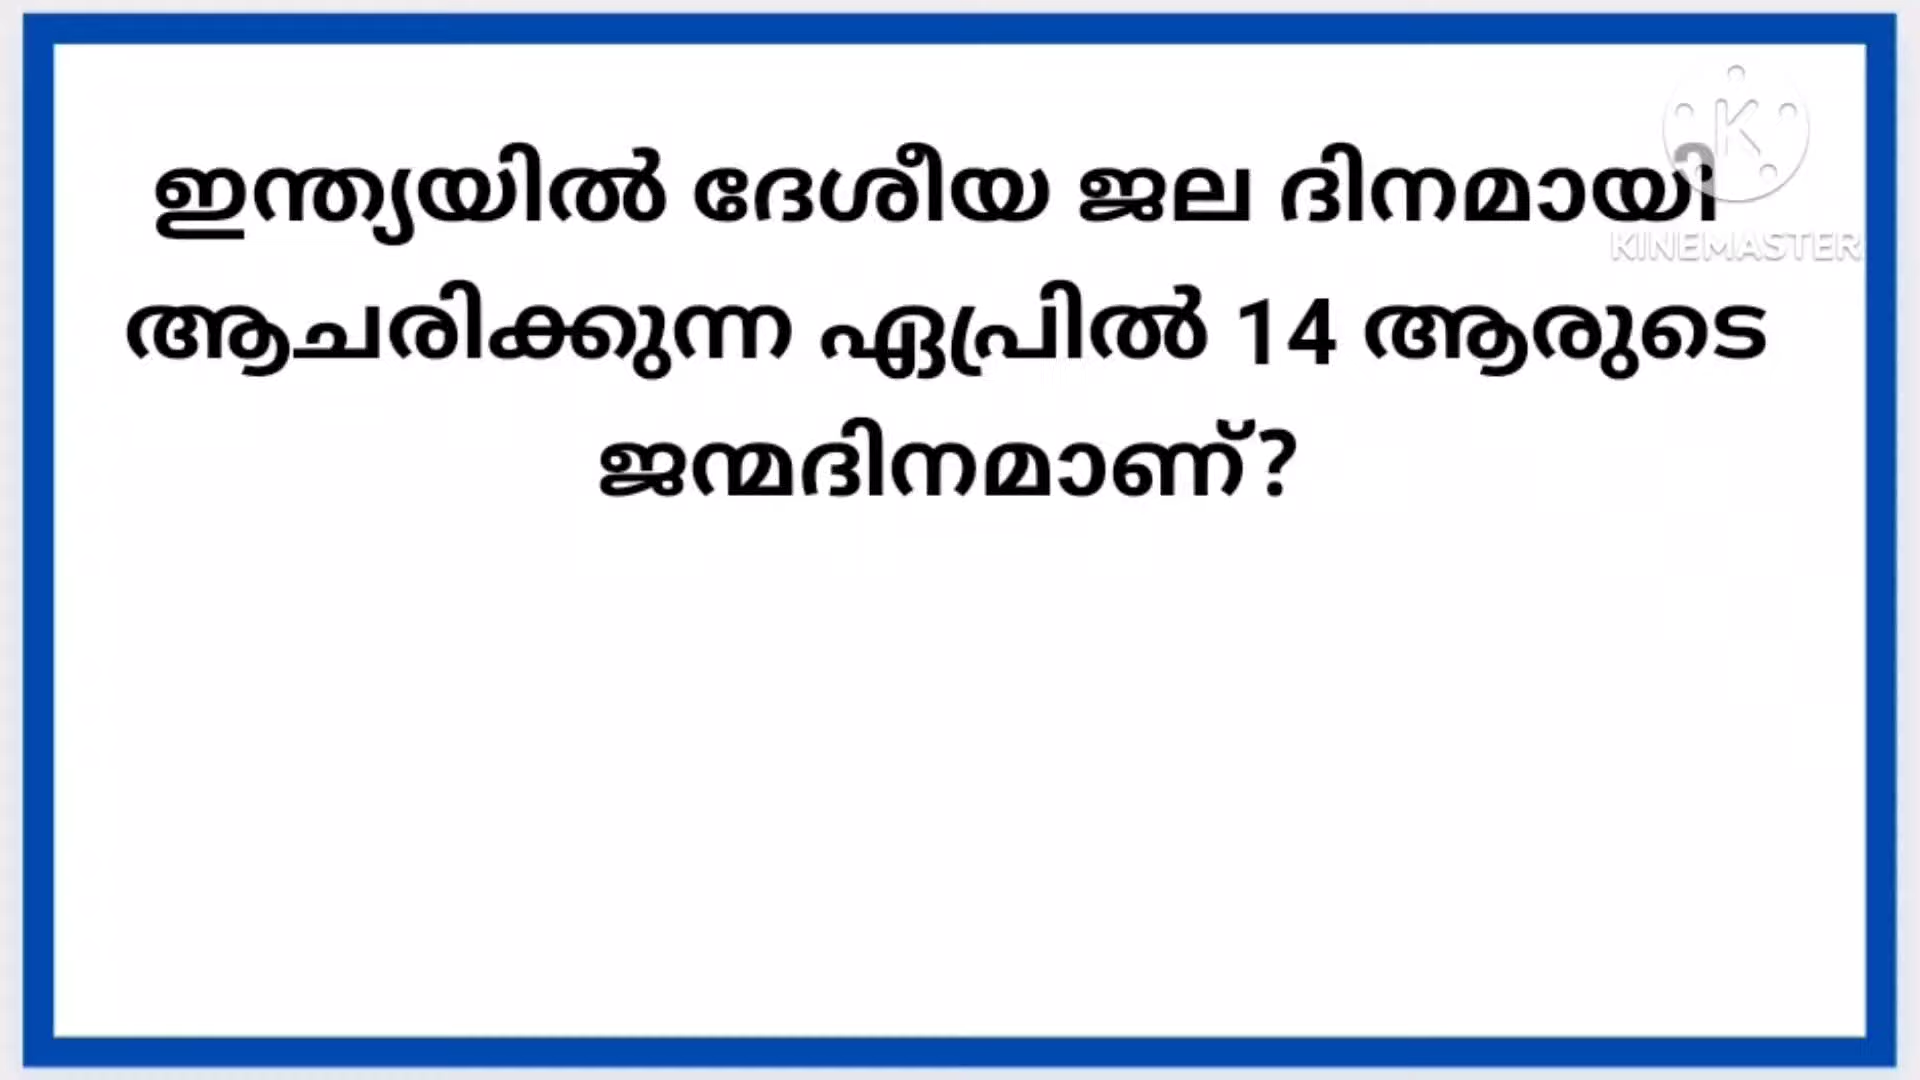 ഇന്ത്യയിൽ ദേശീയ ജല ദിനമായി
ആചരിക്കുന്ന ഏപ്രിൽ 14 ആരുടെ
ജന്മദിനമാണ്?
K
KINEMASTER